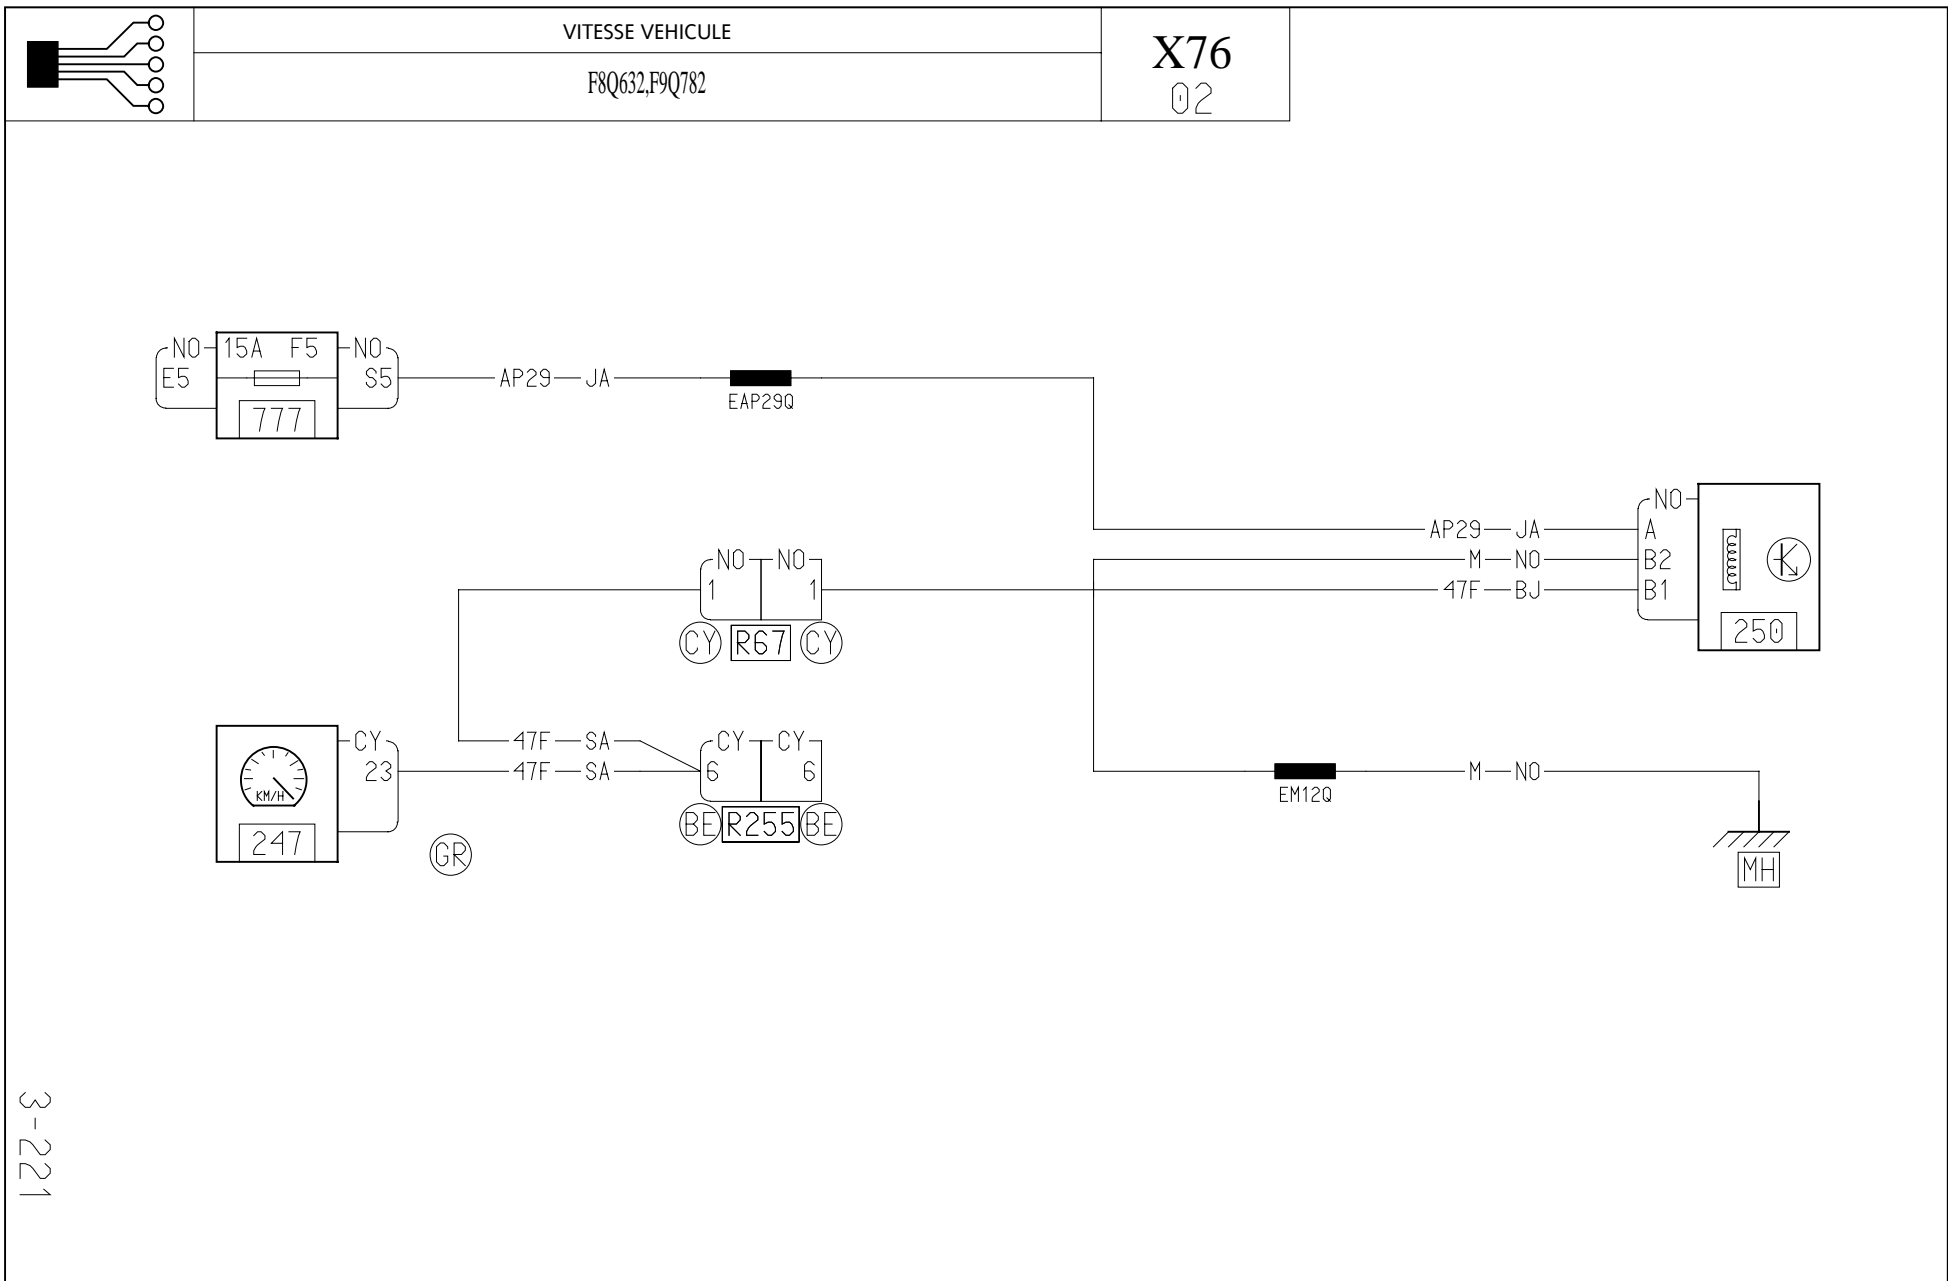 VITESSE VEHICULE
F8Q632,F9Q782
X76
02
NO 15A F5 NO
E5 S5 AP29 JA
EAP29Q
777
NO
AP29 JA A
NO NO M NO B2
1 1 47F BJ B1
CY R67 CY
250
CY 47F SA CY CY
23 47F SA 6 6 M NO
KM/H
EM12Q
247
BE R255 BE
GR
MH
3-221